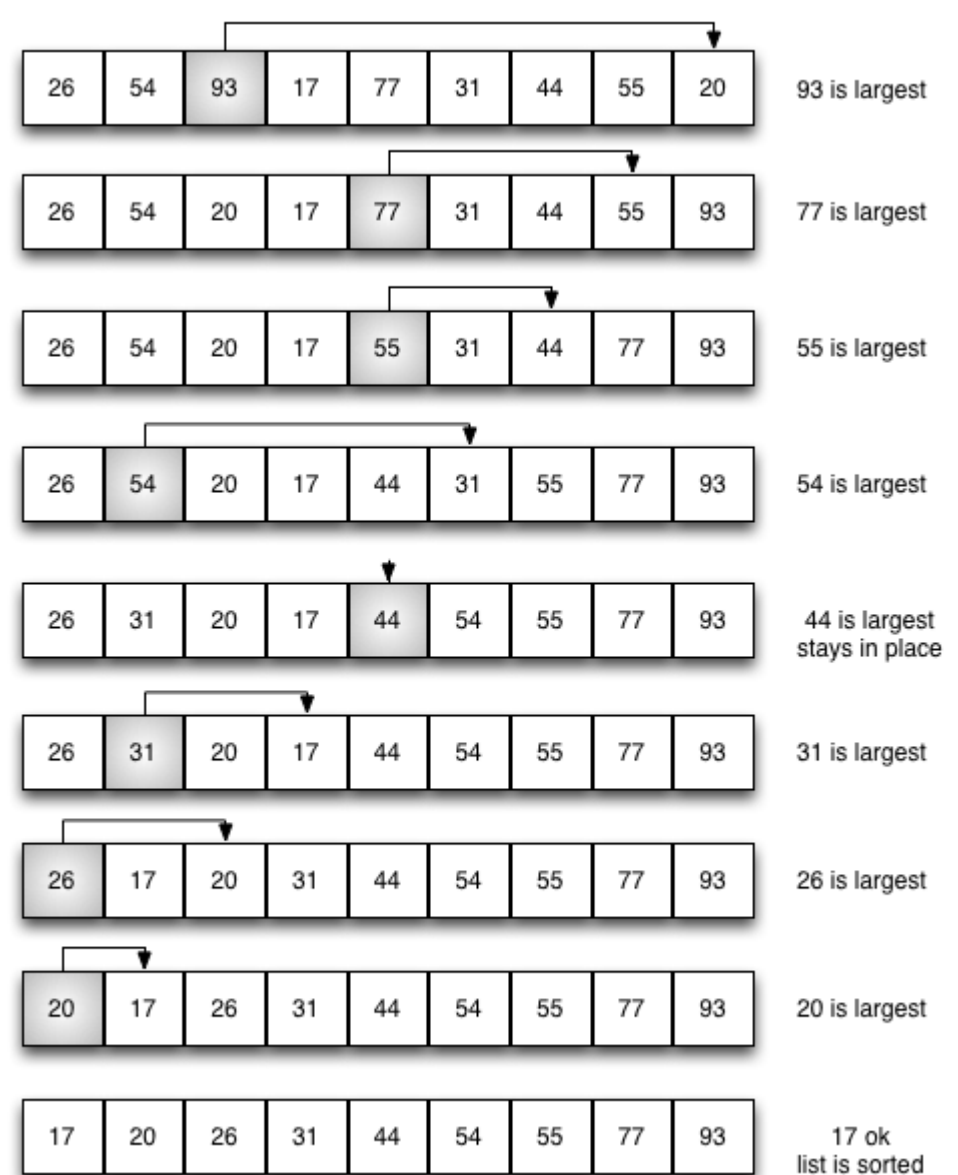 26 54 93 17 77 31 44 55 20 93 is largest
26 54 20 17 77 31 44 55 93 77 is largest
26 54 20 17 55 31 44 77 93 55 is largest
26 54 20 17 44 31 55 77 93 54 is largest
26 31 20 17 44 54 55 77 93 44 is largest
stays in place
26 31 20 17 44 54 55 77 93 31 is largest
26 17 20 31 44 54 55 77 93 26 is largest
20 17 26 31 44 54 55 77 93 20 is largest
17 20 26 31 44 54 55 77 93 17 ok
list is sorted